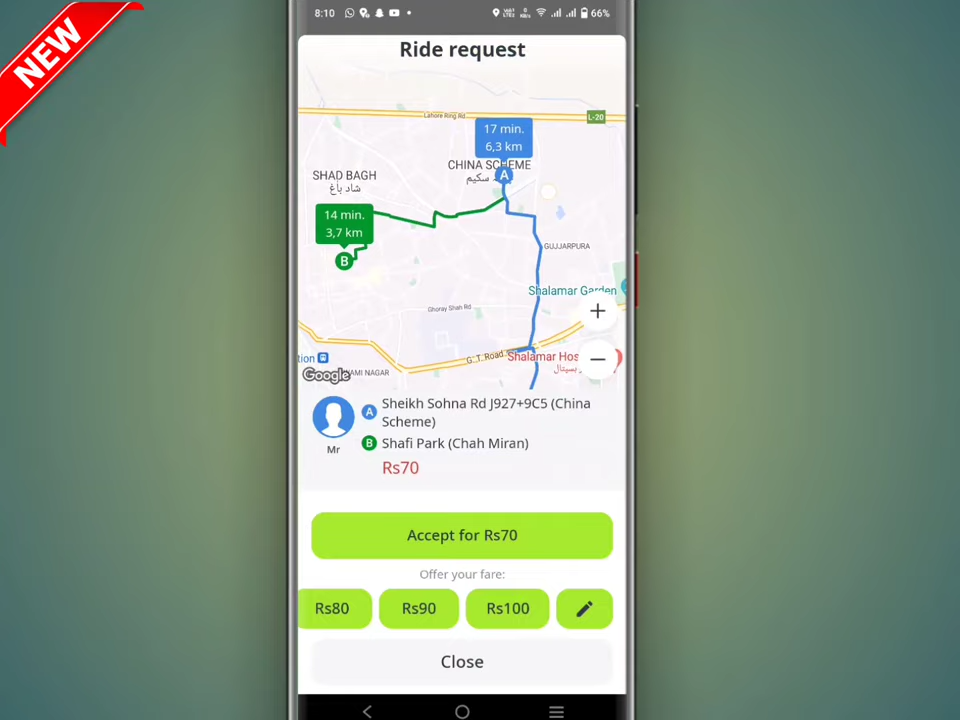 NEW
8:10
66%
Ride request
Lahore Ring Rd
L-20
17 min.
6,3 km
CHINA SCHEME
سکیم
A
SHAD BAGH
شاد باغ
14 min.
3,7 km
B
GUJJARPURA
Shalamar Garden
+
Ghoray Shah Rd
G. T. Road
Shalamar Hos
tion
−
Google
AMI NAGAR
A Sheikh Sohna Rd J927+9C5 (China
Scheme)
Mr
B Shafi Park (Chah Miran)
Rs70
Accept for Rs70
Offer your fare:
Rs80
Rs90
Rs100
Close